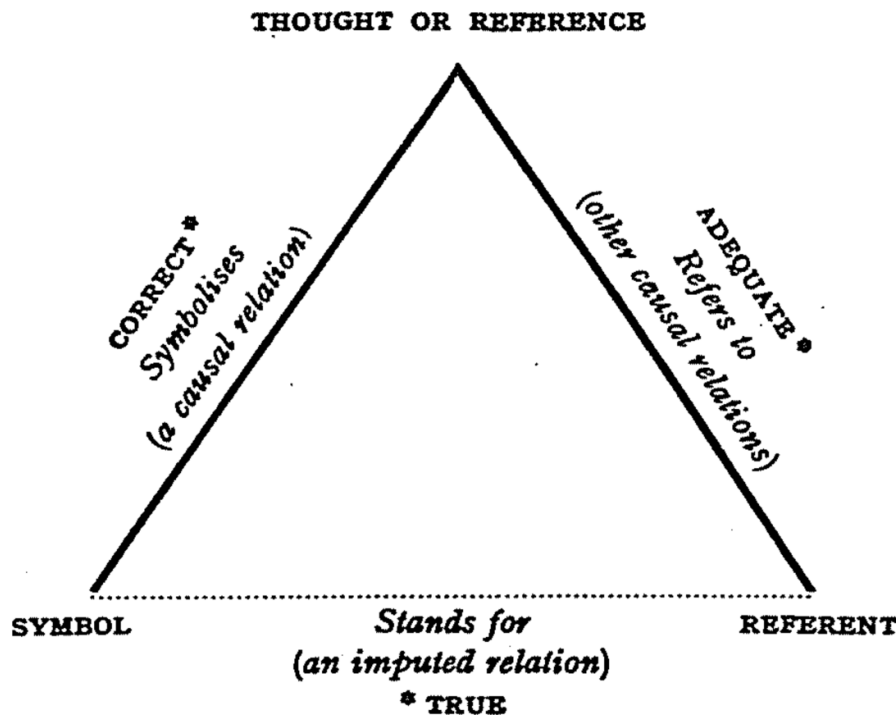 THOUGHT OR REFERENCE
CORRECT*
Symbolises
(a causal relation)
ADEQUATE*
Refers to
(other causal relations)
SYMBOL
Stands for
(an imputed relation)
* TRUE
REFERENT